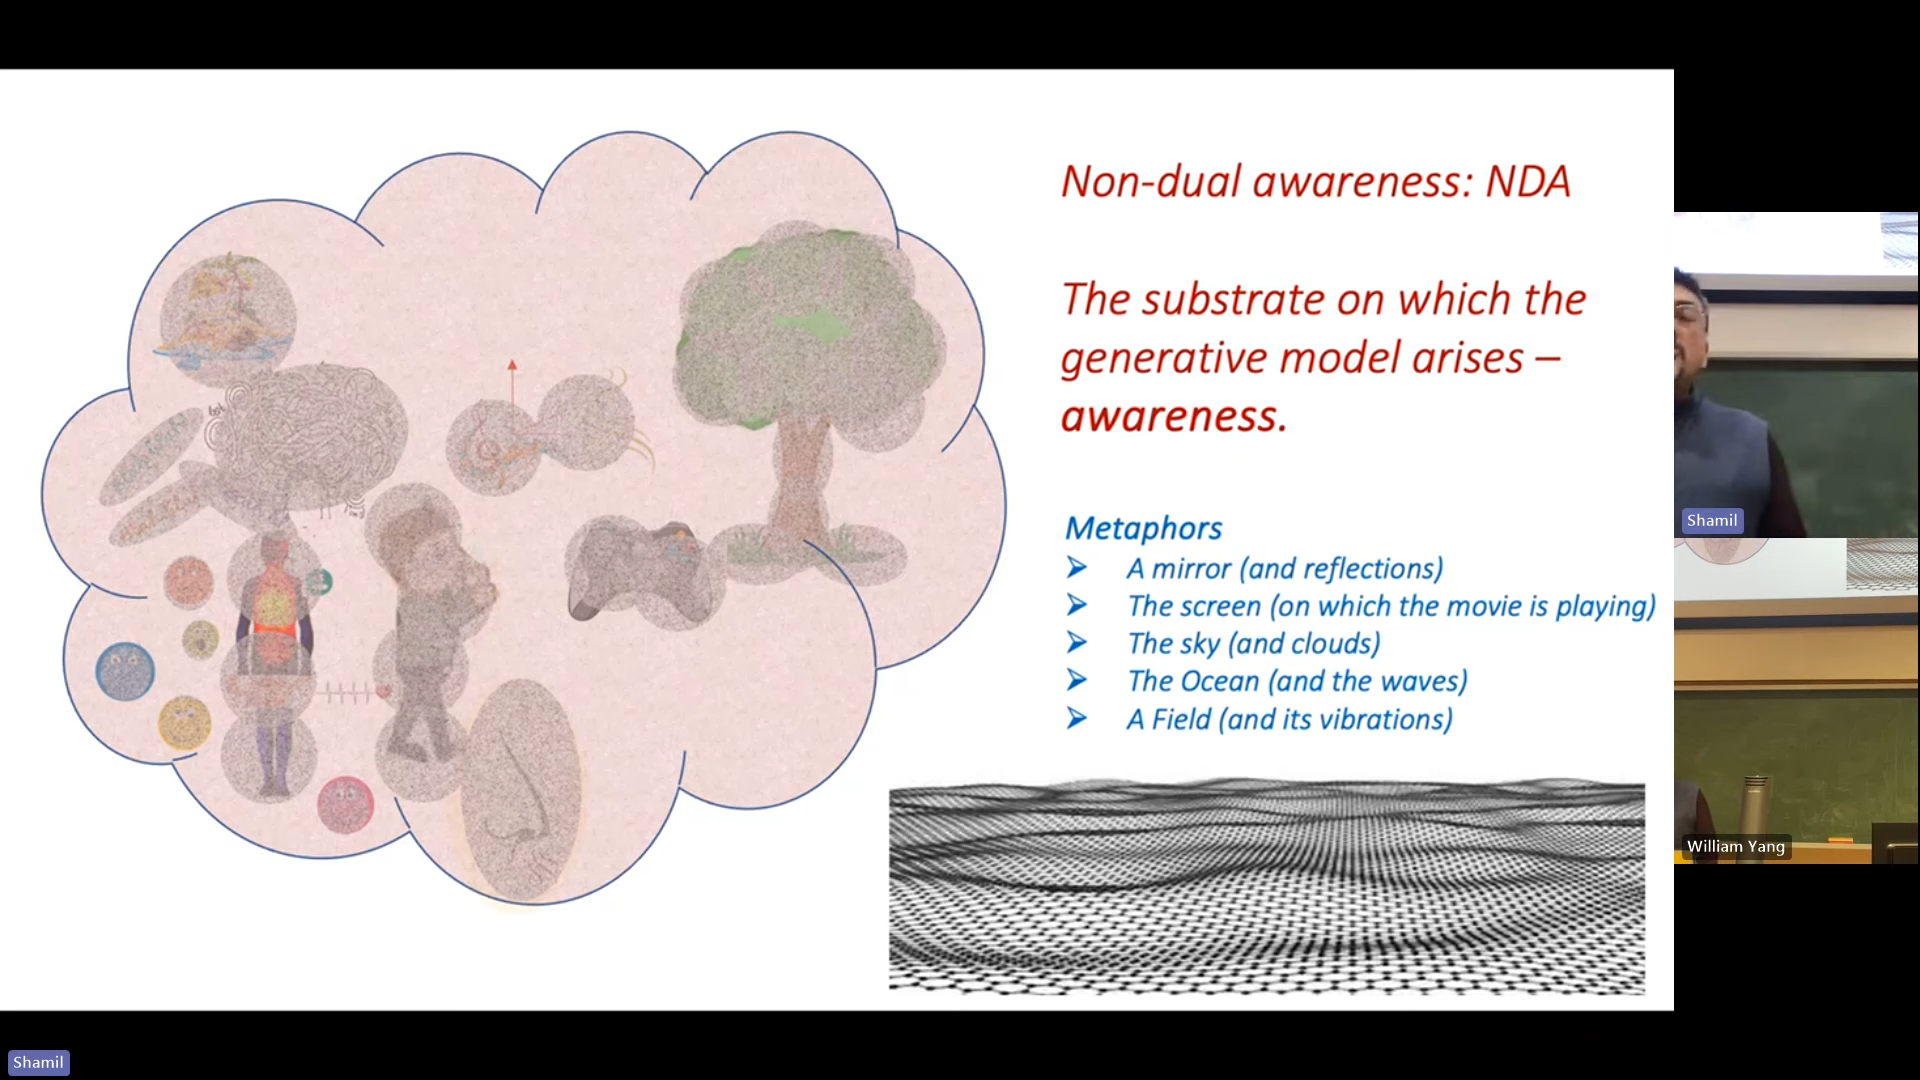 Non-dual awareness: NDA
The substrate on which the
generative model arises –
awareness.
Metaphors
A mirror (and reflections)
The screen (on which the movie is playing)
The sky (and clouds)
The Ocean (and the waves)
A Field (and its vibrations)
Shamil
William Yang
Shamil